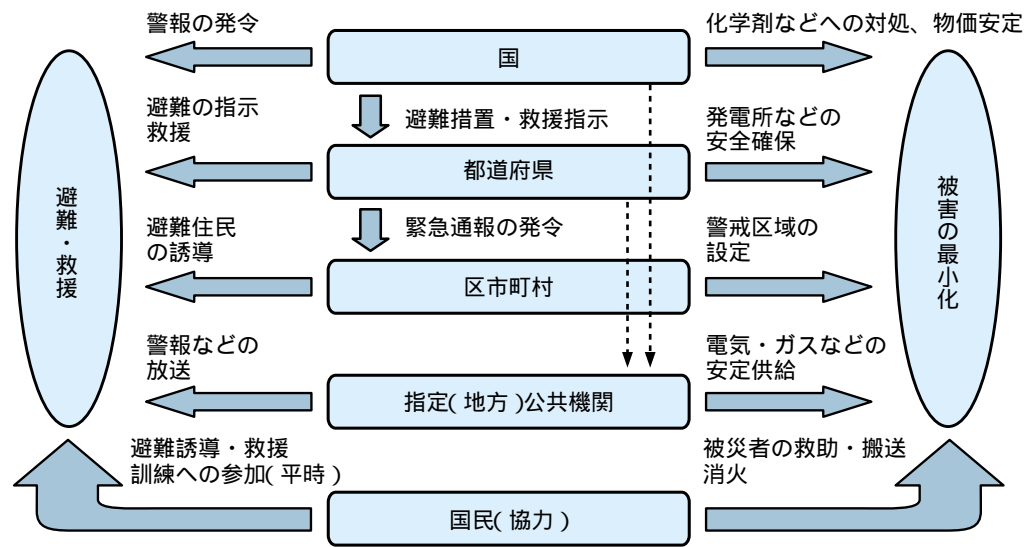 警報の発令
国
化学剤などへの対処、物価安定
避難の指示
救援
避難措置・救援指示
発電所などの
安全確保
都道府県
避難・救援
被害の最小化
避難住民
の誘導
緊急通報の発令
警戒区域の
設定
区市町村
警報などの
放送
電気・ガスなどの
安定供給
指定(地方)公共機関
避難誘導・救援
訓練への参加(平時)
被災者の救助・搬送
消火
国民(協力)